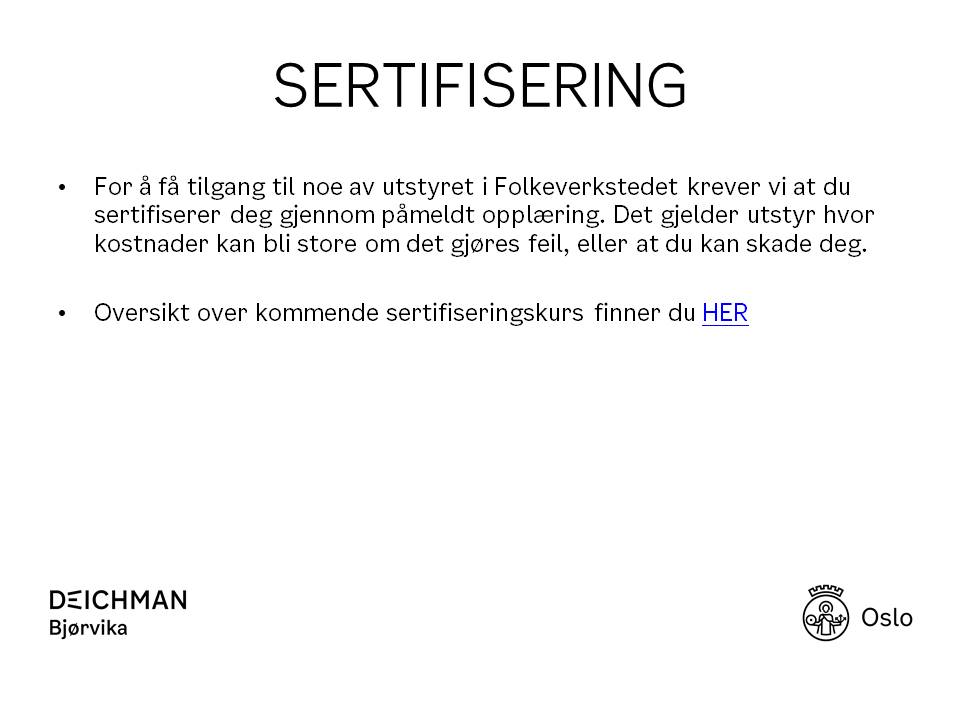 SERTIFISERING
• For å få tilgang til noe av utstyret i Folkeverkstedet krever vi at du
sertifiserer deg gjennom påmeldt opplæring. Det gjelder utstyr hvor
kostnader kan bli store om det gjøres feil, eller at du kan skade deg.
• Oversikt over kommende sertifiseringskurs finner du HER
DEICHMAN
Bjørvika
Oslo